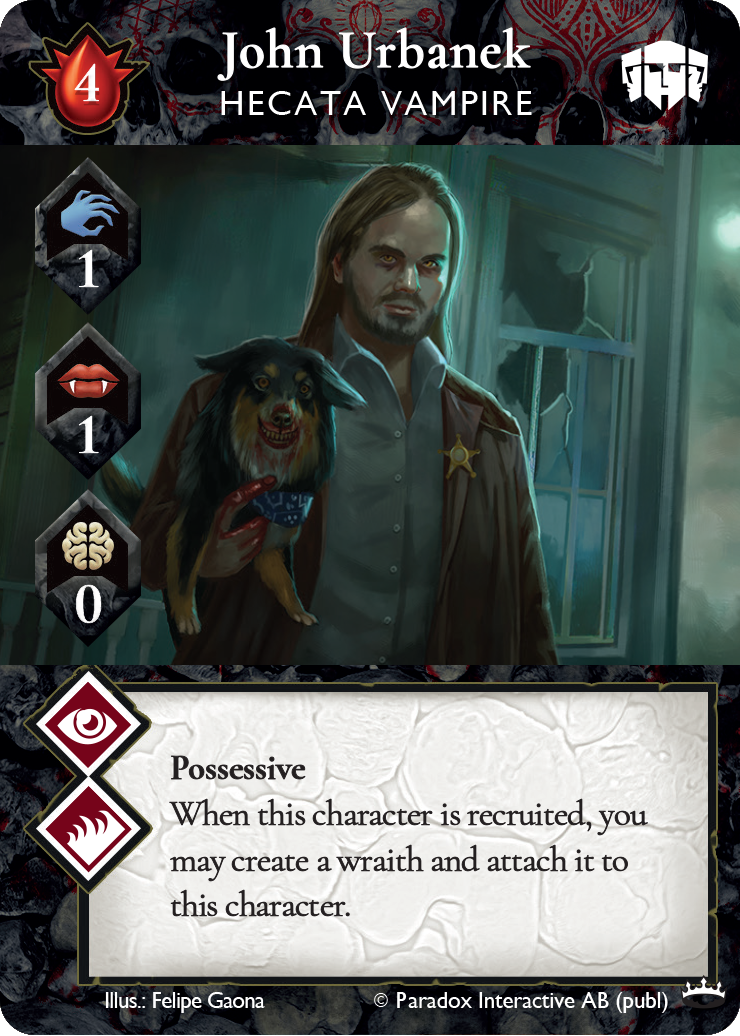 4
John Urbanek
HECATA VAMPIRE
1
1
0
Possessive
When this character is recruited, you
may create a wraith and attach it to
this character.
Illus.: Felipe Gaona
© Paradox Interactive AB (publ)